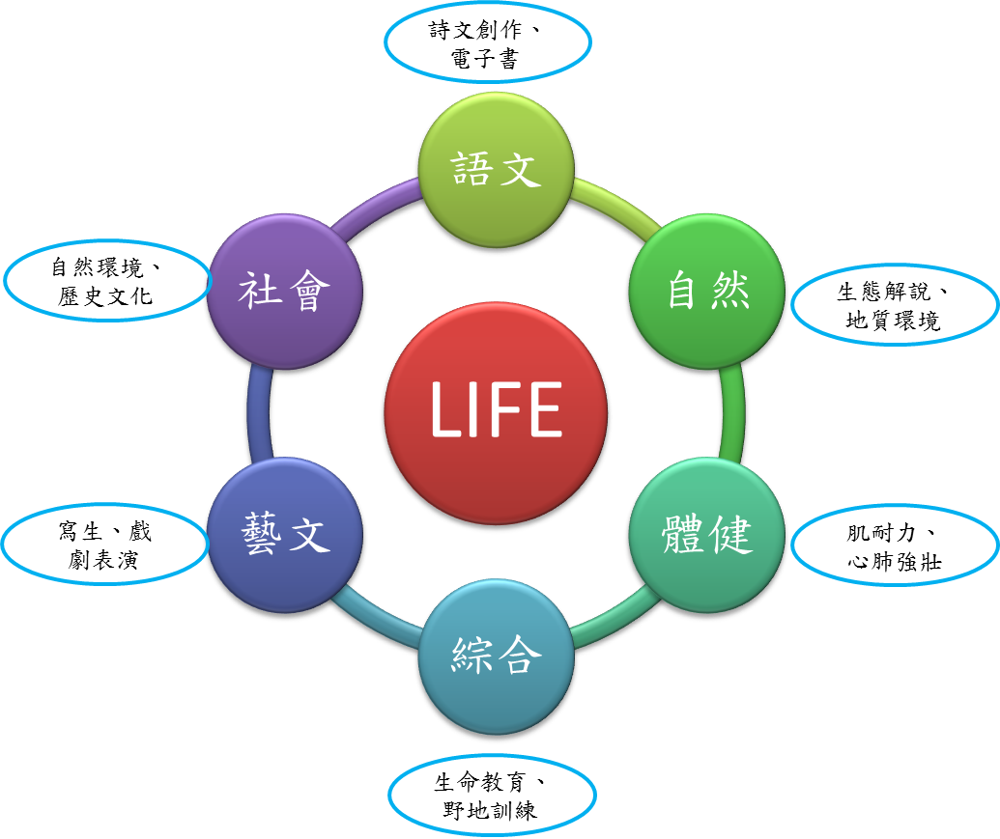 詩文創作、
電子書
語文
社會
自然環境、
歷史文化
自然
生態解說、
地質環境
LIFE
藝文
寫生、戲
劇表演
體健
肌耐力、
心肺強壯
綜合
生命教育、
野地訓練